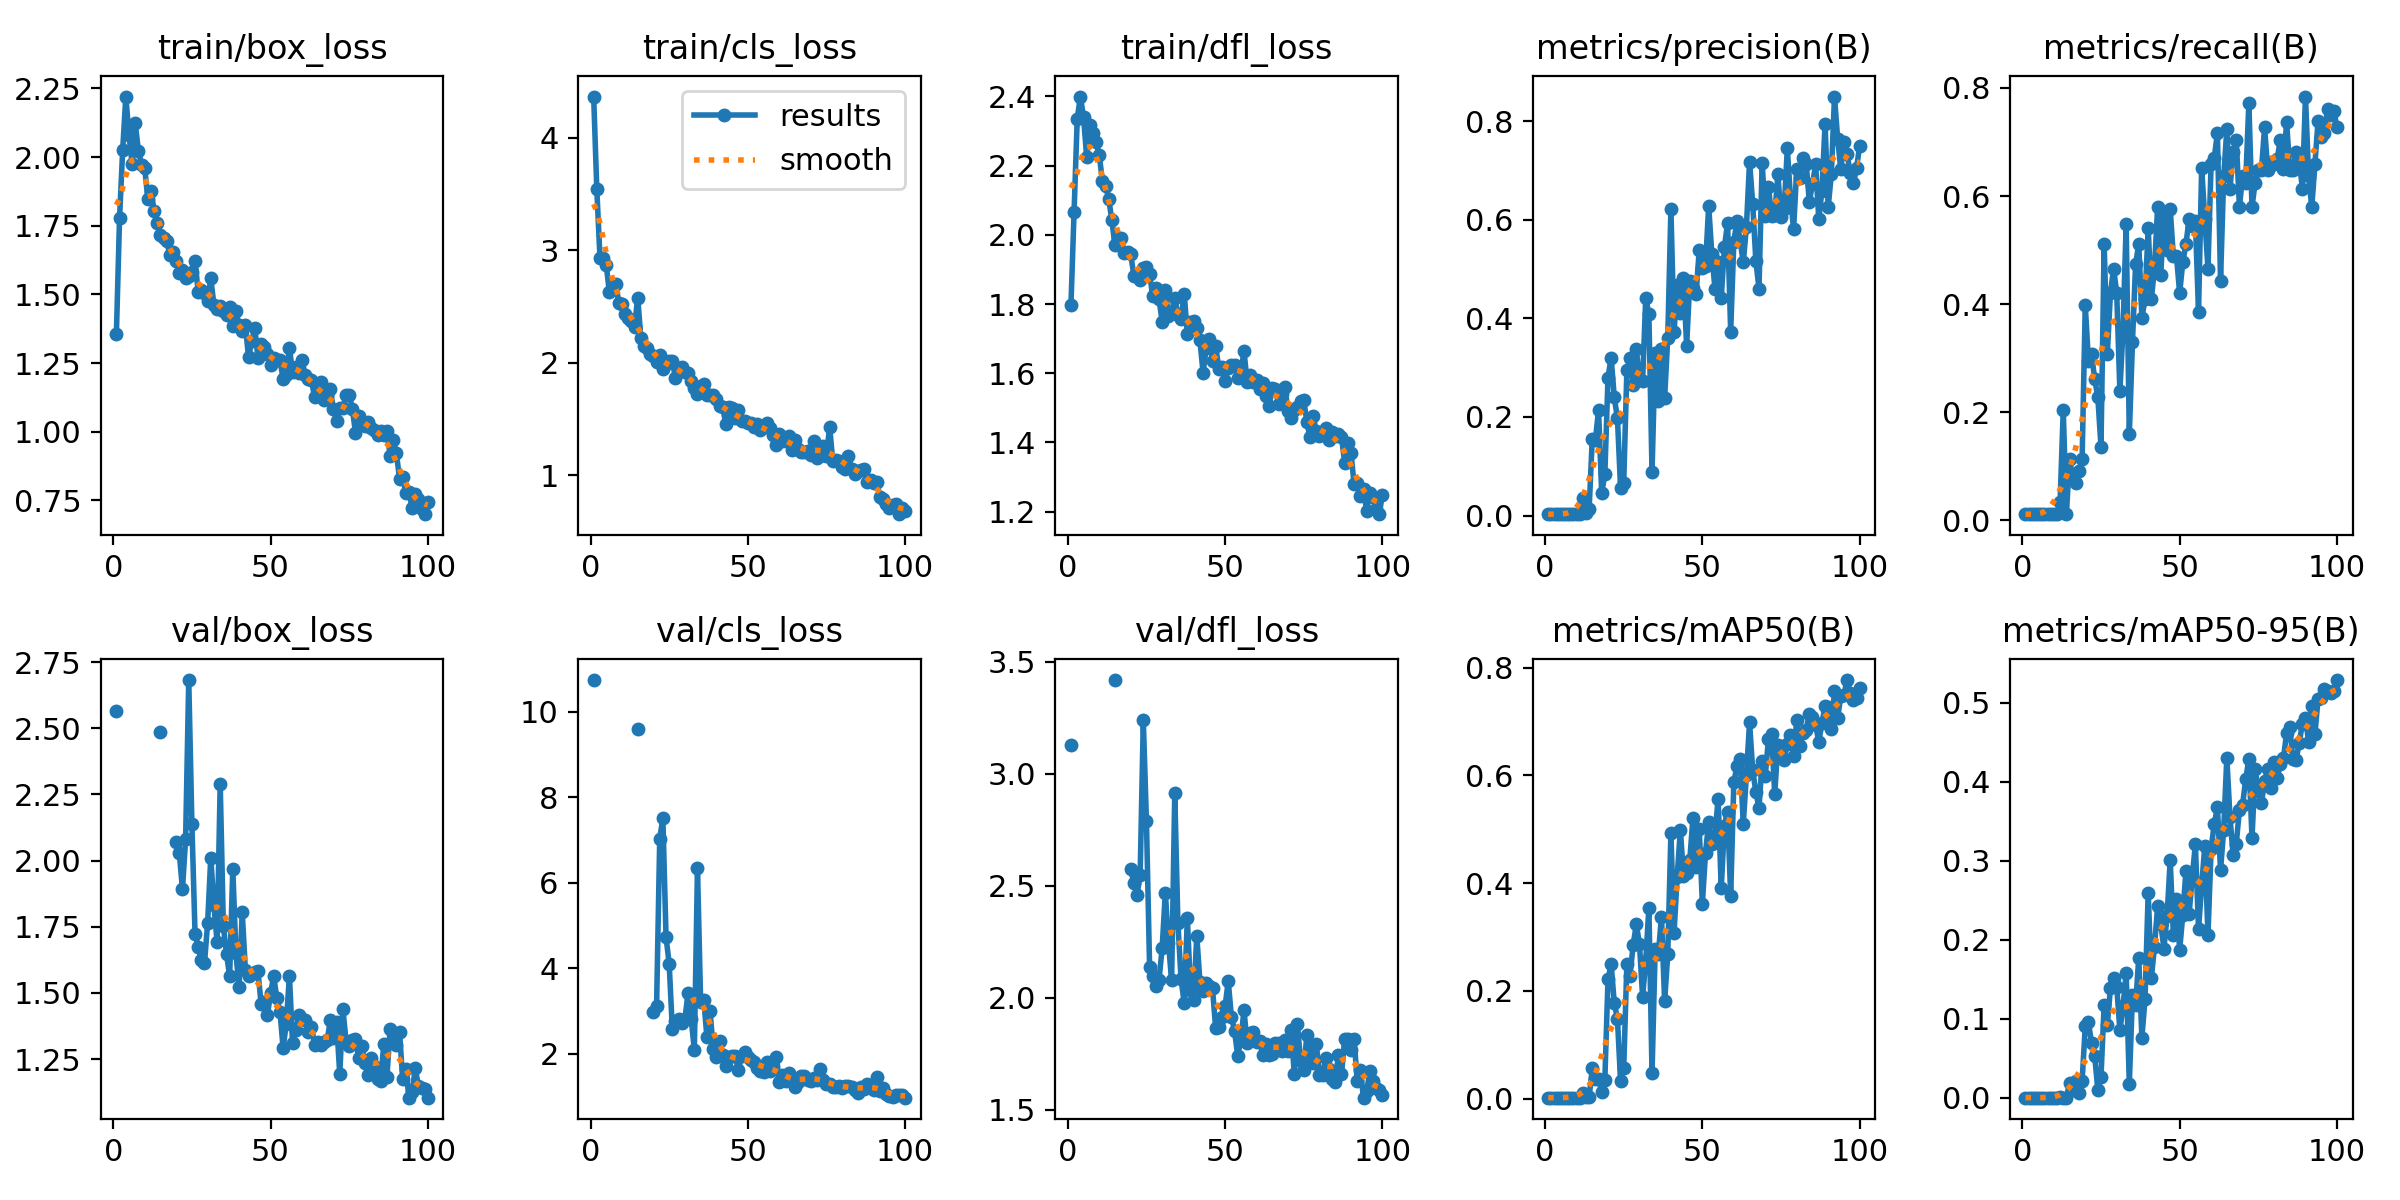 train/box_loss
2.25
2.00
1.75
1.50
1.25
1.00
0.75
0 50 100
train/cls_loss
results
smooth
4
3
2
1
0 50 100
train/dfl_loss
2.4
2.2
2.0
1.8
1.6
1.4
1.2
0 50 100
metrics/precision(B)
0.8
0.6
0.4
0.2
0.0
0 50 100
metrics/recall(B)
0.8
0.6
0.4
0.2
0.0
0 50 100
val/box_loss
2.75
2.50
2.25
2.00
1.75
1.50
1.25
0 50 100
val/cls_loss
10
8
6
4
2
0 50 100
val/dfl_loss
3.5
3.0
2.5
2.0
1.5
0 50 100
metrics/mAP50(B)
0.8
0.6
0.4
0.2
0.0
0 50 100
metrics/mAP50-95(B)
0.5
0.4
0.3
0.2
0.1
0.0
0 50 100